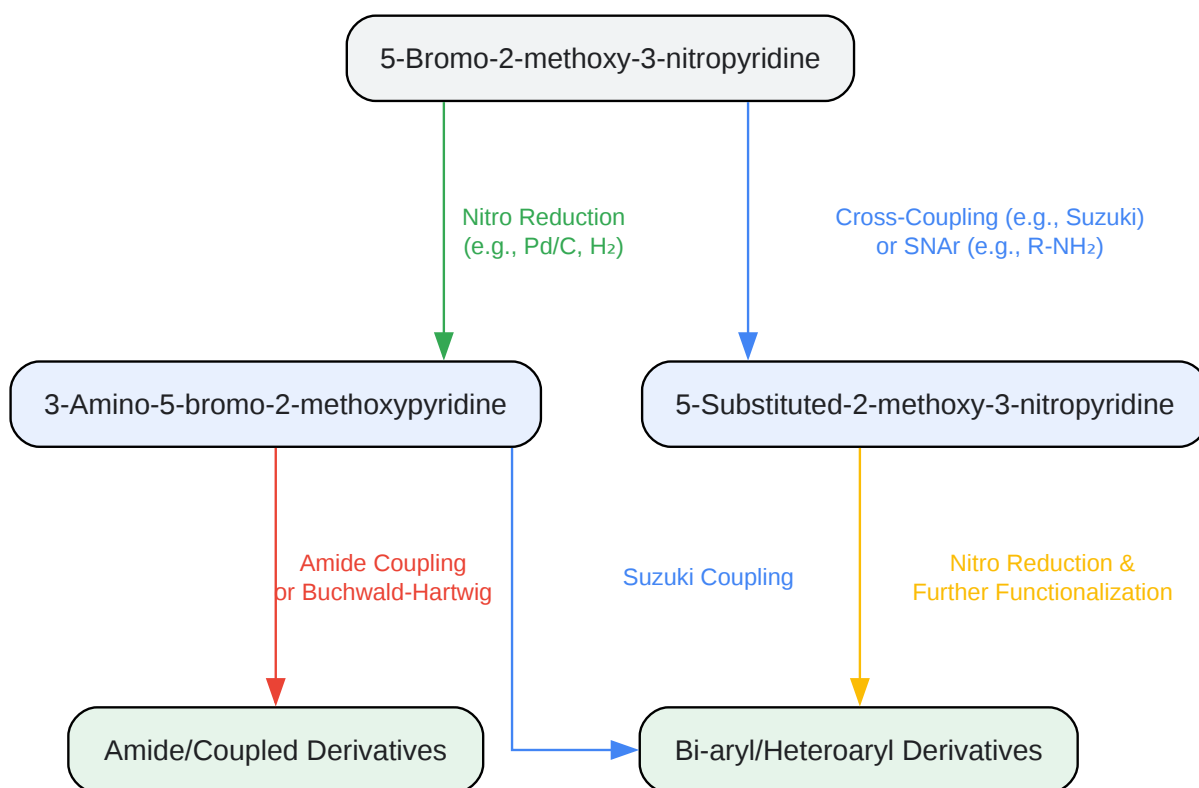 5-Bromo-2-methoxy-3-nitropyridine
Nitro Reduction
(e.g., Pd/C, H₂)
Cross-Coupling (e.g., Suzuki)
or SNAr (e.g., R-NH₂)
3-Amino-5-bromo-2-methoxypyridine
5-Substituted-2-methoxy-3-nitropyridine
Amide Coupling
or Buchwald-Hartwig
Suzuki Coupling
Nitro Reduction &
Further Functionalization
Amide/Coupled Derivatives
Bi-aryl/Heteroaryl Derivatives